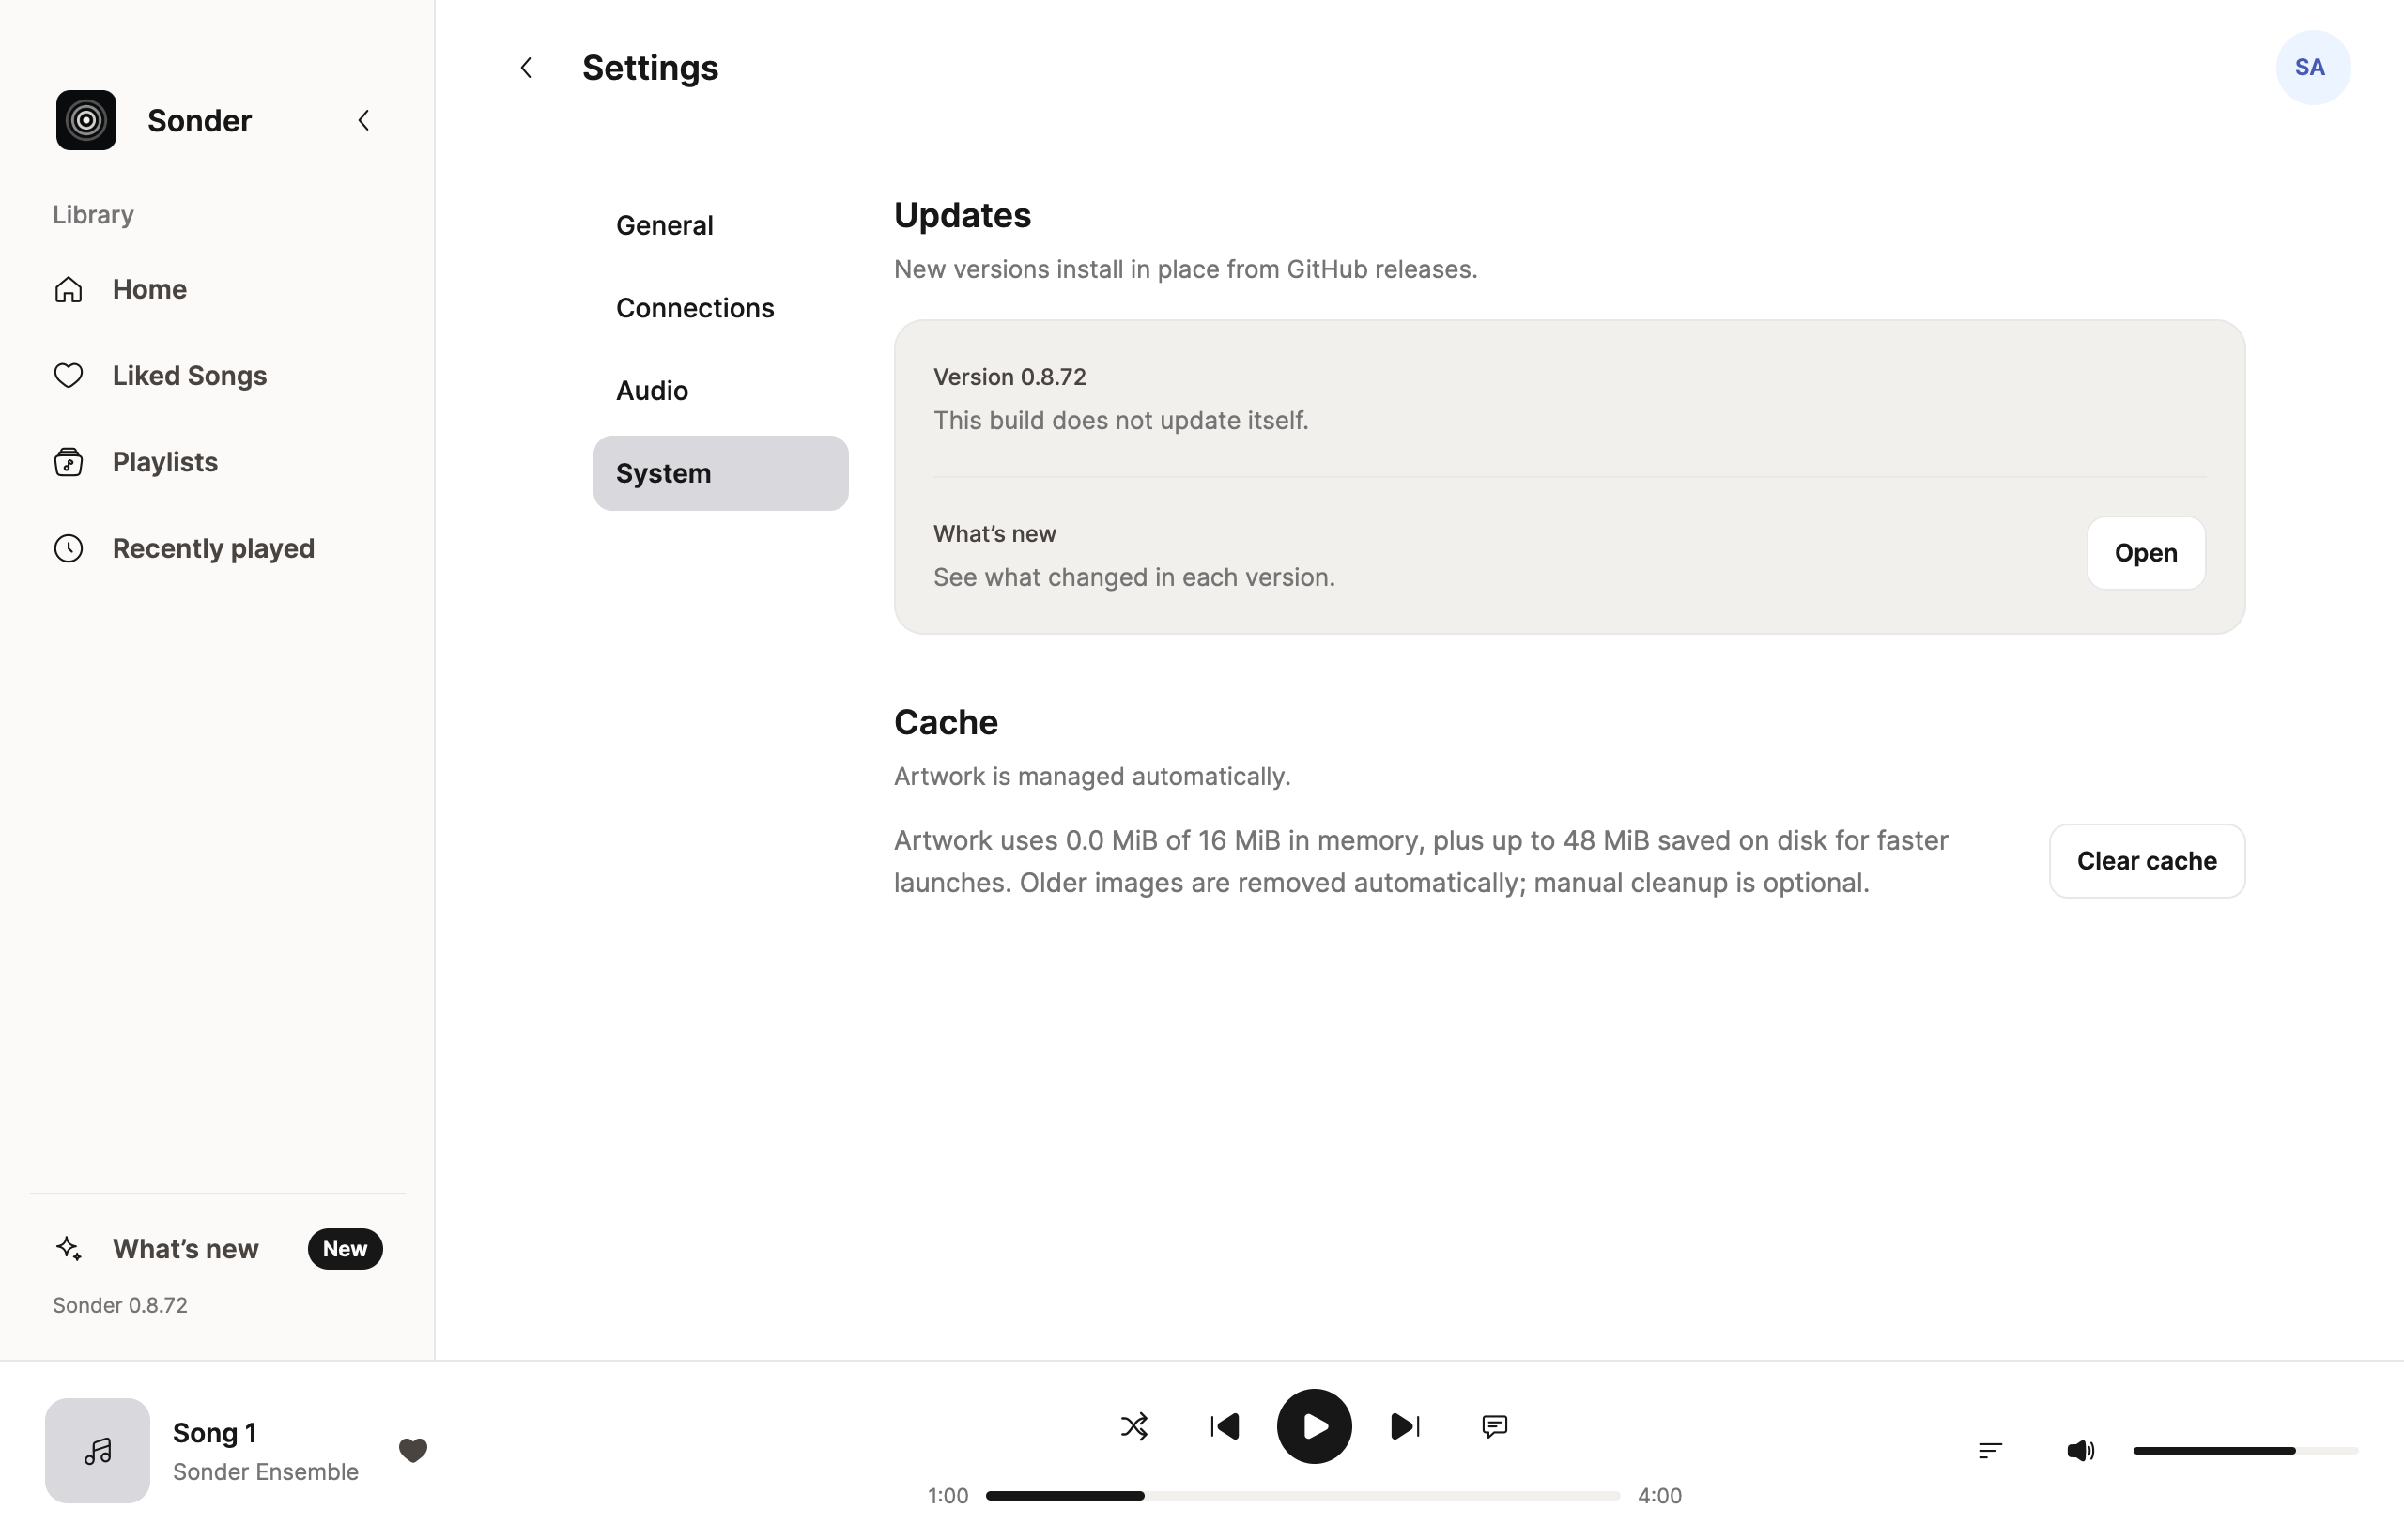 Sonder
Library
Home
Liked Songs
Playlists
Recently played
What’s new
New
Sonder 0.8.72
Settings
SA
General
Connections
Audio
System
Updates
New versions install in place from GitHub releases.
Version 0.8.72
This build does not update itself.
What’s new
See what changed in each version.
Open
Cache
Artwork is managed automatically.
Artwork uses 0.0 MiB of 16 MiB in memory, plus up to 48 MiB saved on disk for faster
launches. Older images are removed automatically; manual cleanup is optional.
Clear cache
Song 1
Sonder Ensemble
1:00
4:00